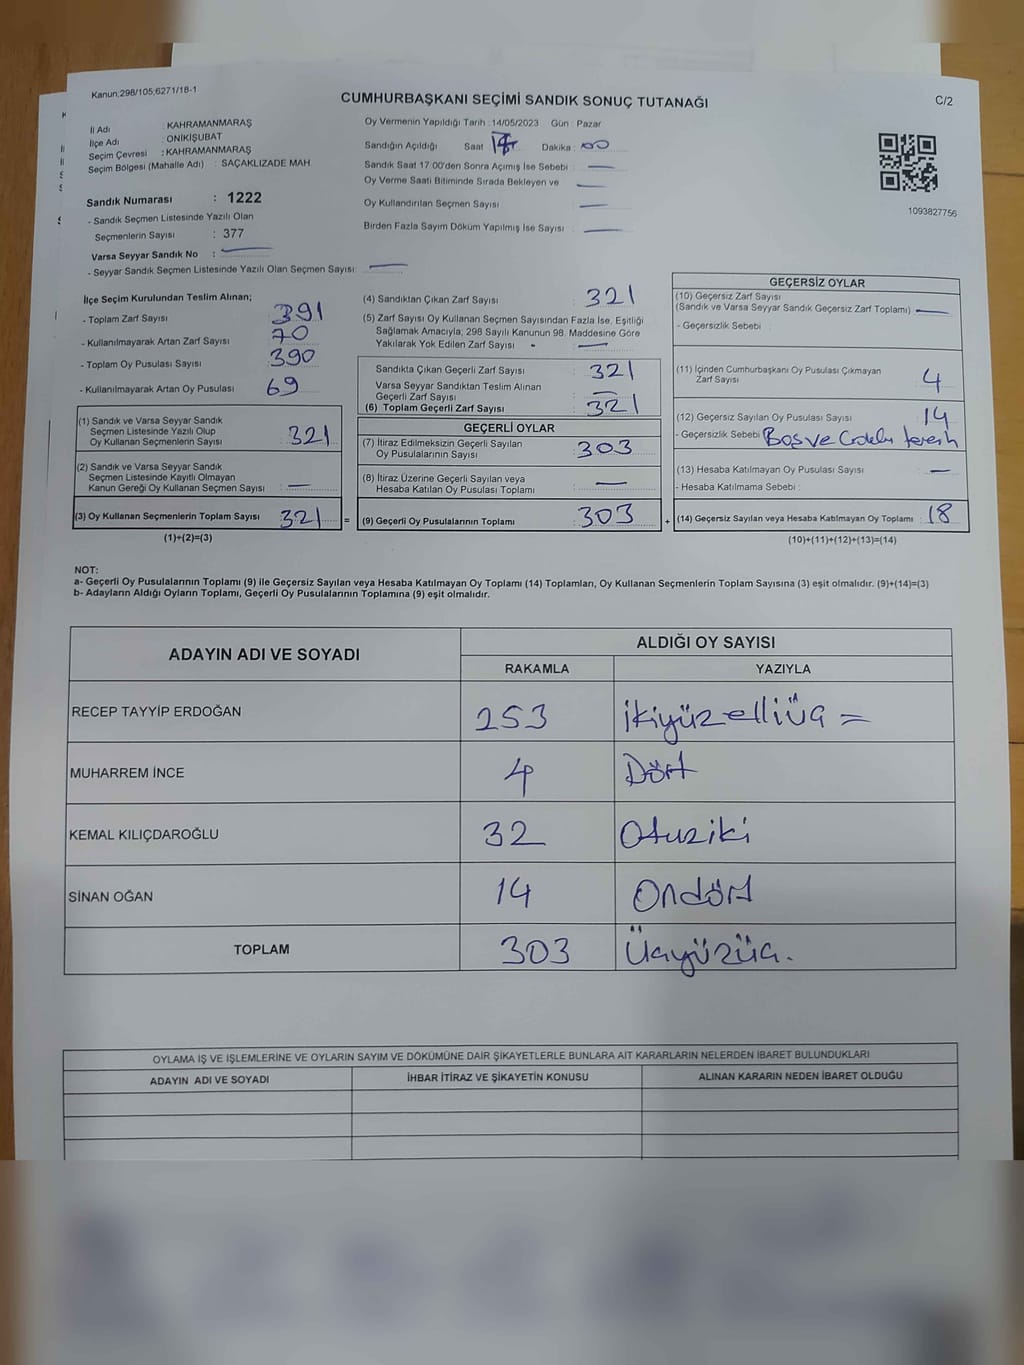 Kanun;298/105;6271/18-1
CUMHURBAŞKANI SEÇİMİ SANDIK SONUÇ TUTANAĞI
C/2
İl Adı : KAHRAMANMARAŞ
İlçe Adı : ONİKİŞUBAT
Seçim Çevresi : KAHRAMANMARAŞ
Seçim Bölgesi (Mahalle Adı) : SAÇAKLIZADE MAH.
Sandık Numarası : 1222
- Sandık Seçmen Listesinde Yazılı Olan
Seçmenlerin Sayısı : 377
Varsa Seyyar Sandık No : —
- Seyyar Sandık Seçmen Listesinde Yazılı Olan Seçmen Sayısı: —
Oy Vermenin Yapıldığı Tarih : 14/05/2023 Gün : Pazar
Sandığın Açıldığı Saat Dakika : 00
Sandık Saat 17:00'den Sonra Açımış İse Sebebi : —
Oy Verme Saati Bitiminde Sırada Bekleyen ve —
Oy Kullandırılan Seçmen Sayısı : —
Birden Fazla Sayım Döküm Yapılmış İse Sayısı : —
1093827756
İlçe Seçim Kurulundan Teslim Alınan;
- Toplam Zarf Sayısı : 391
- Kullanılmayarak Artan Zarf Sayısı : 70
- Toplam Oy Pusulası Sayısı : 390
- Kullanılmayarak Artan Oy Pusulası : 69
(1) Sandık ve Varsa Seyyar Sandık
Seçmen Listesinde Yazılı Olup
Oy Kullanan Seçmenlerin Sayısı : 321
(2) Sandık ve Varsa Seyyar Sandık
Seçmen Listesinde Kayıtlı Olmayan
Kanun Gereği Oy Kullanan Seçmen Sayısı : —
(3) Oy Kullanan Seçmenlerin Toplam Sayısı : 321 =
(1)+(2)=(3)
(4) Sandıktan Çıkan Zarf Sayısı : 321
(5) Zarf Sayısı Oy Kullanan Seçmen Sayısından Fazla İse, Eşitliği
Sağlamak Amacıyla; 298 Sayılı Kanunun 98. Maddesine Göre
Yakılarak Yok Edilen Zarf Sayısı : —
Sandıkta Çıkan Geçerli Zarf Sayısı : 321
Varsa Seyyar Sandıktan Teslim Alınan
Geçerli Zarf Sayısı : —
(6) Toplam Geçerli Zarf Sayısı : 321
GEÇERLİ OYLAR
(7) İtiraz Edilmeksizin Geçerli Sayılan
Oy Pusulalarının Sayısı : 303
(8) İtiraz Üzerine Geçerli Sayılan veya
Hesaba Katılan Oy Pusulası Toplamı : —
(9) Geçerli Oy Pusulalarının Toplamı : 303 +
GEÇERSİZ OYLAR
(10) Geçersiz Zarf Sayısı
(Sandık ve Varsa Seyyar Sandık Geçersiz Zarf Toplamı) : —
- Geçersizlik Sebebi :
(11) İçinden Cumhurbaşkanı Oy Pusulası Çıkmayan
Zarf Sayısı : 4
(12) Geçersiz Sayılan Oy Pusulası Sayısı : 14
- Geçersizlik Sebebi : Boş ve
(13) Hesaba Katılmayan Oy Pusulası Sayısı : —
- Hesaba Katılmama Sebebi :
(14) Geçersiz Sayılan veya Hesaba Katılmayan Oy Toplamı : 18
(10)+(11)+(12)+(13)=(14)
NOT:
a- Geçerli Oy Pusulalarının Toplamı (9) ile Geçersiz Sayılan veya Hesaba Katılmayan Oy Toplamı (14) Toplamları, Oy Kullanan Seçmenlerin Toplam Sayısına (3) eşit olmalıdır. (9)+(14)=(3)
b- Adayların Aldığı Oyların Toplamı, Geçerli Oy Pusulalarının Toplamına (9) eşit olmalıdır.
ADAYIN ADI VE SOYADI
ALDIĞI OY SAYISI
RAKAMLA YAZIYLA
RECEP TAYYİP ERDOĞAN 253 İkiyüzelliüç =
MUHARREM İNCE 4 Dört
KEMAL KILIÇDAROĞLU 32 Otuziki
SİNAN OĞAN 14 Ondört
TOPLAM 303 Üçyüzüç.
OYLAMA İŞ VE İŞLEMLERİNE VE OYLARIN SAYIM VE DÖKÜMÜNE DAİR ŞİKAYETLERLE BUNLARA AİT KARARLARIN NELERDEN İBARET BULUNDUKLARI
ADAYIN ADI VE SOYADI İHBAR İTİRAZ VE ŞİKAYETİN KONUSU ALINAN KARARIN NEDEN İBARET OLDUĞU